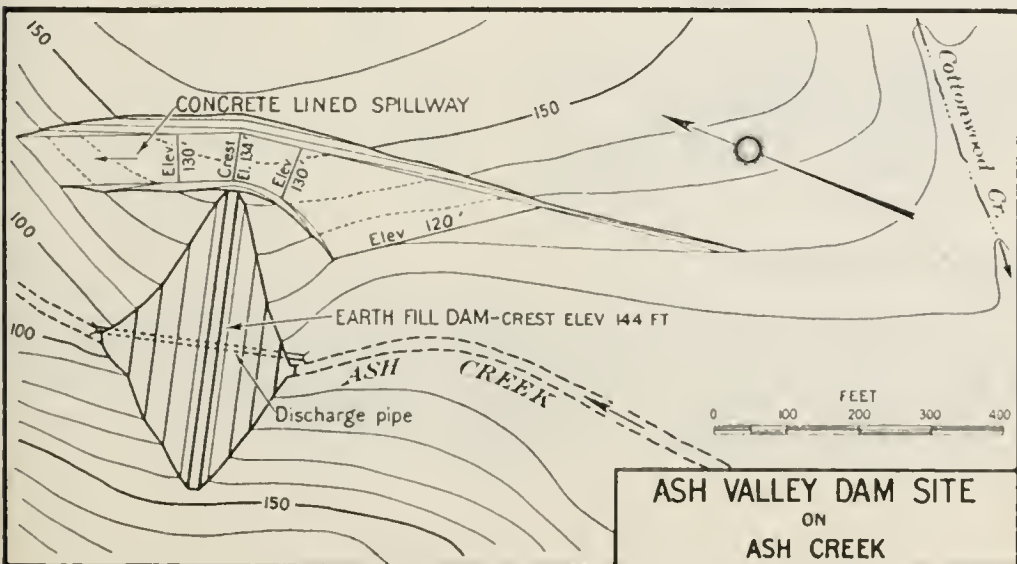 150
CONCRETE LINED SPILLWAY
150
Cottonwood Cr.
Elev 130'
Crest El. 134'
Elev 130'
Elev 120'
100
100
EARTH FILL DAM-CREST ELEV 144 FT
ASH CREEK
Discharge pipe
FEET
0 100 200 300 400
150
ASH VALLEY DAM SITE
ON
ASH CREEK